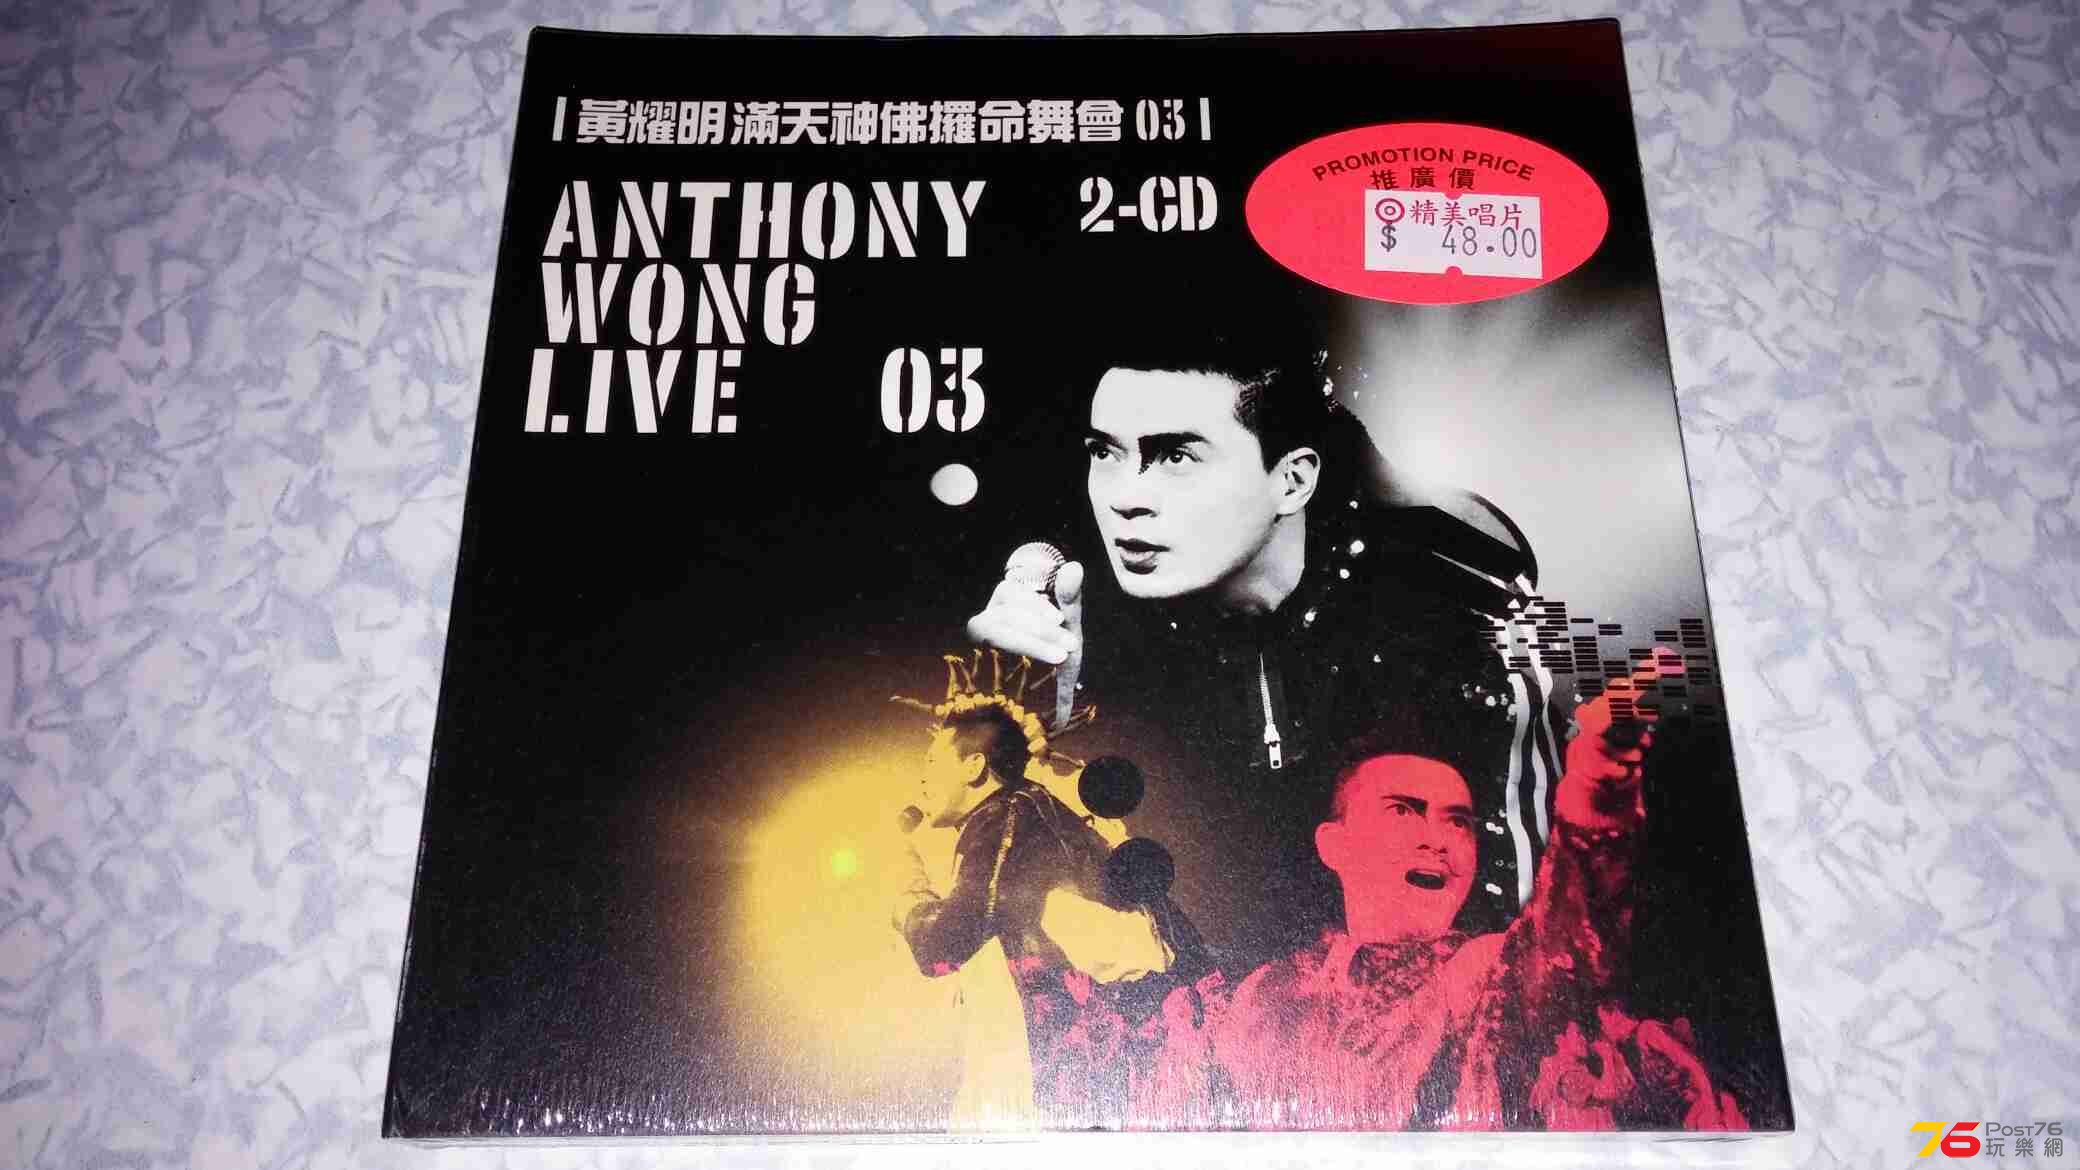 黃耀明滿天神佛攞命舞會 03
ANTHONY
WONG
LIVE 03
2-CD
PROMOTION PRICE
推廣價
精美唱片
$ 48.00
76 POST76
玩樂網